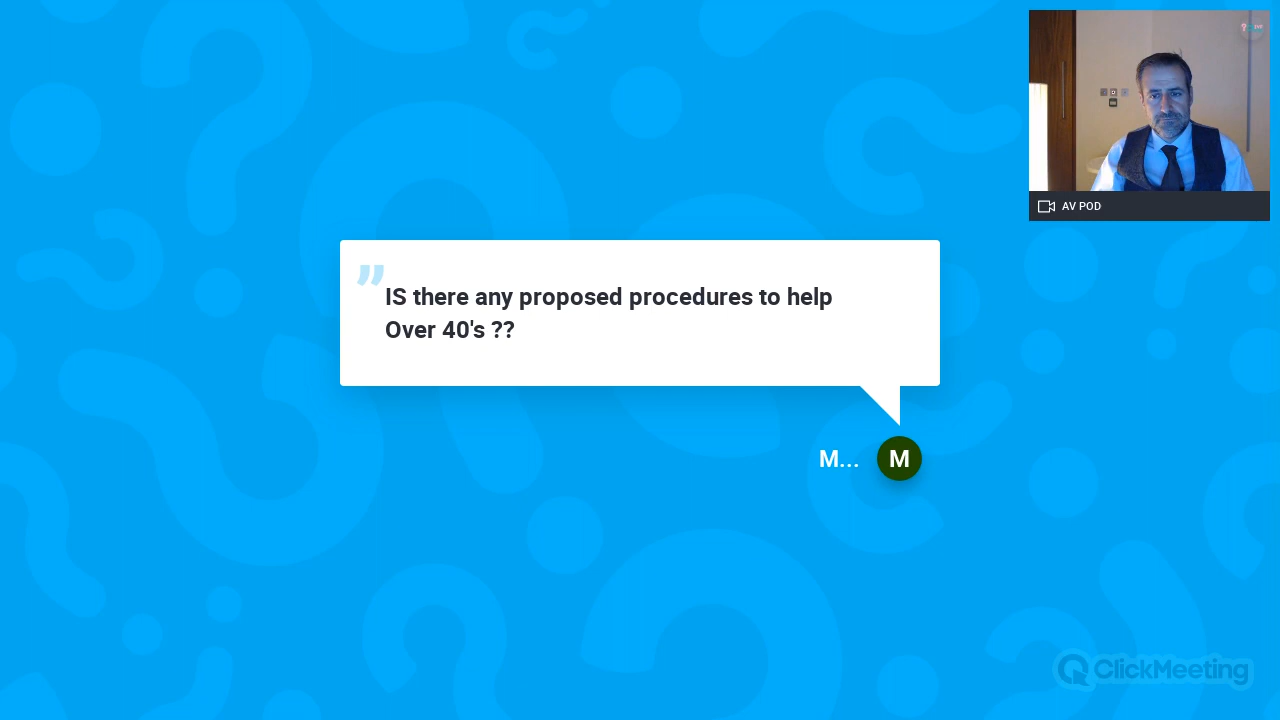 AV POD
”
IS there any proposed procedures to help
Over 40's ??
M...
M
ClickMeeting